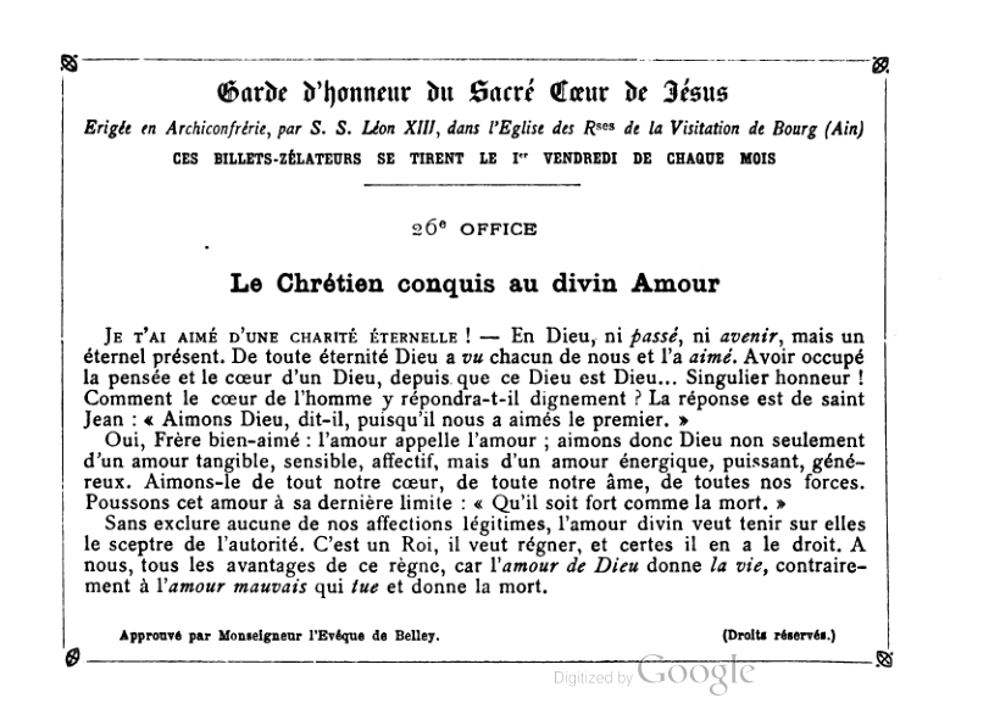 Garde d'honneur du Sacré Cœur de Jésus
Erigée en Archiconfrérie, par S. S. Léon XIII, dans l'Eglise des Rses de la Visitation de Bourg (Ain)
CES BILLETS-ZÉLATEURS SE TIRENT LE Ier VENDREDI DE CHAQUE MOIS
26e OFFICE
Le Chrétien conquis au divin Amour
JE T'AI AIMÉ D'UNE CHARITÉ ÉTERNELLE ! — En Dieu, ni passé, ni avenir, mais un
éternel présent. De toute éternité Dieu a vu chacun de nous et l'a aimé. Avoir occupé
la pensée et le cœur d'un Dieu, depuis que ce Dieu est Dieu... Singulier honneur !
Comment le cœur de l'homme y répondra-t-il dignement ? La réponse est de saint
Jean : « Aimons Dieu, dit-il, puisqu'il nous a aimés le premier. »
Oui, Frère bien-aimé : l'amour appelle l'amour ; aimons donc Dieu non seulement
d'un amour tangible, sensible, affectif, mais d'un amour énergique, puissant, géné-
reux. Aimons-le de tout notre cœur, de toute notre âme, de toutes nos forces.
Poussons cet amour à sa dernière limite : « Qu'il soit fort comme la mort. »
Sans exclure aucune de nos affections légitimes, l'amour divin veut tenir sur elles
le sceptre de l'autorité. C'est un Roi, il veut régner, et certes il en a le droit. A
nous, tous les avantages de ce règne, car l'amour de Dieu donne la vie, contraire-
ment à l'amour mauvais qui tue et donne la mort.
Approuvé par Monseigneur l'Evêque de Belley. (Droits réservés.)
Digitized by Google